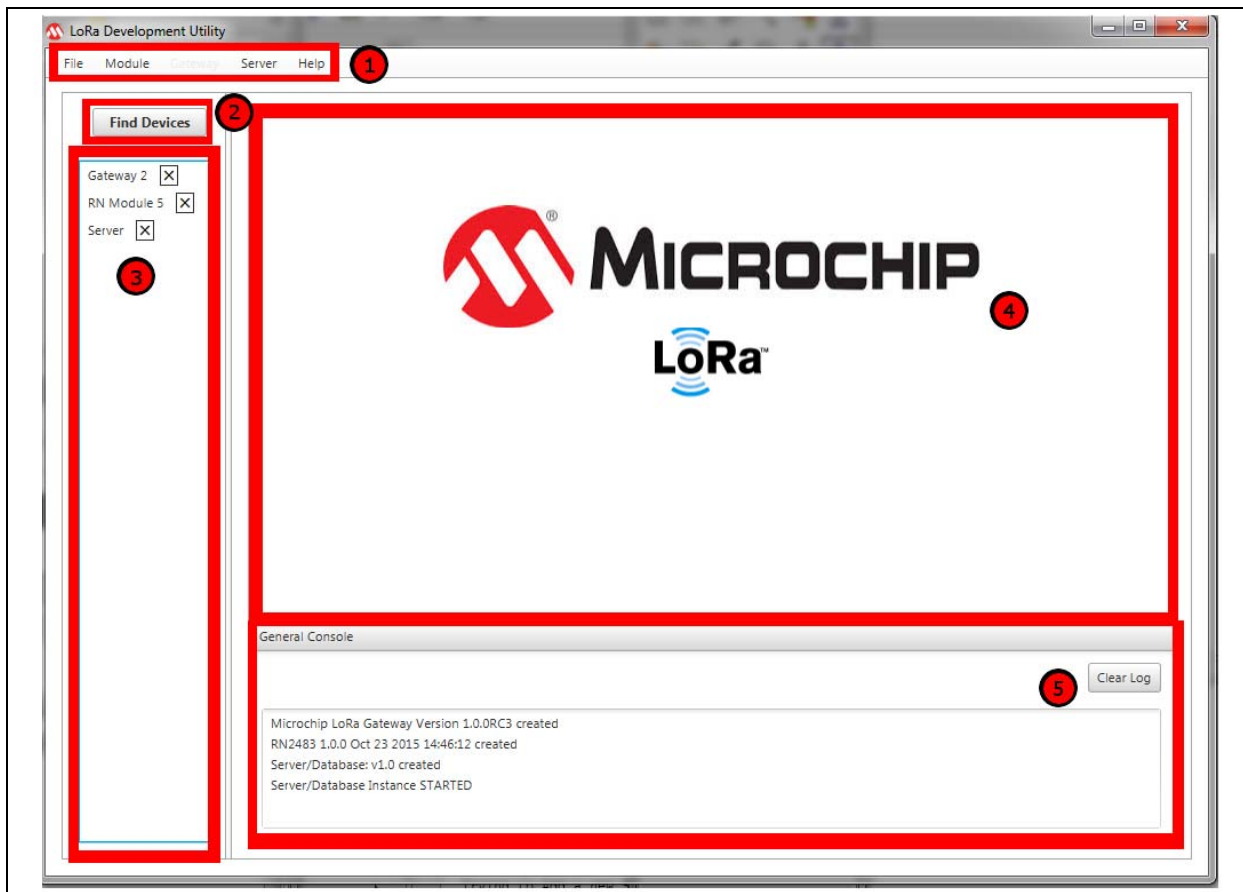 LoRa Development Utility
File Module Gateway Server Help
1
Find Devices
2
Gateway 2
RN Module 5
Server
3
MICROCHIP
®
4
LoRa™
General Console
Clear Log
5
Microchip LoRa Gateway Version 1.0.0RC3 created
RN2483 1.0.0 Oct 23 2015 14:46:12 created
Server/Database: v1.0 created
Server/Database Instance STARTED